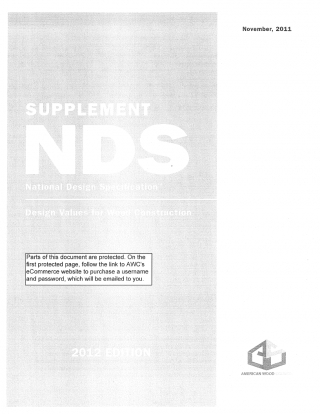 November, 2011
SUPPLEMENT
NDS
National Design Specification
Design Values for Wood Construction
Parts of this document are protected. On the
first protected page, follow the link to AWC's
eCommerce website to purchase a username
and password, which will be emailed to you.
2012 EDITION
AMERICAN WOOD